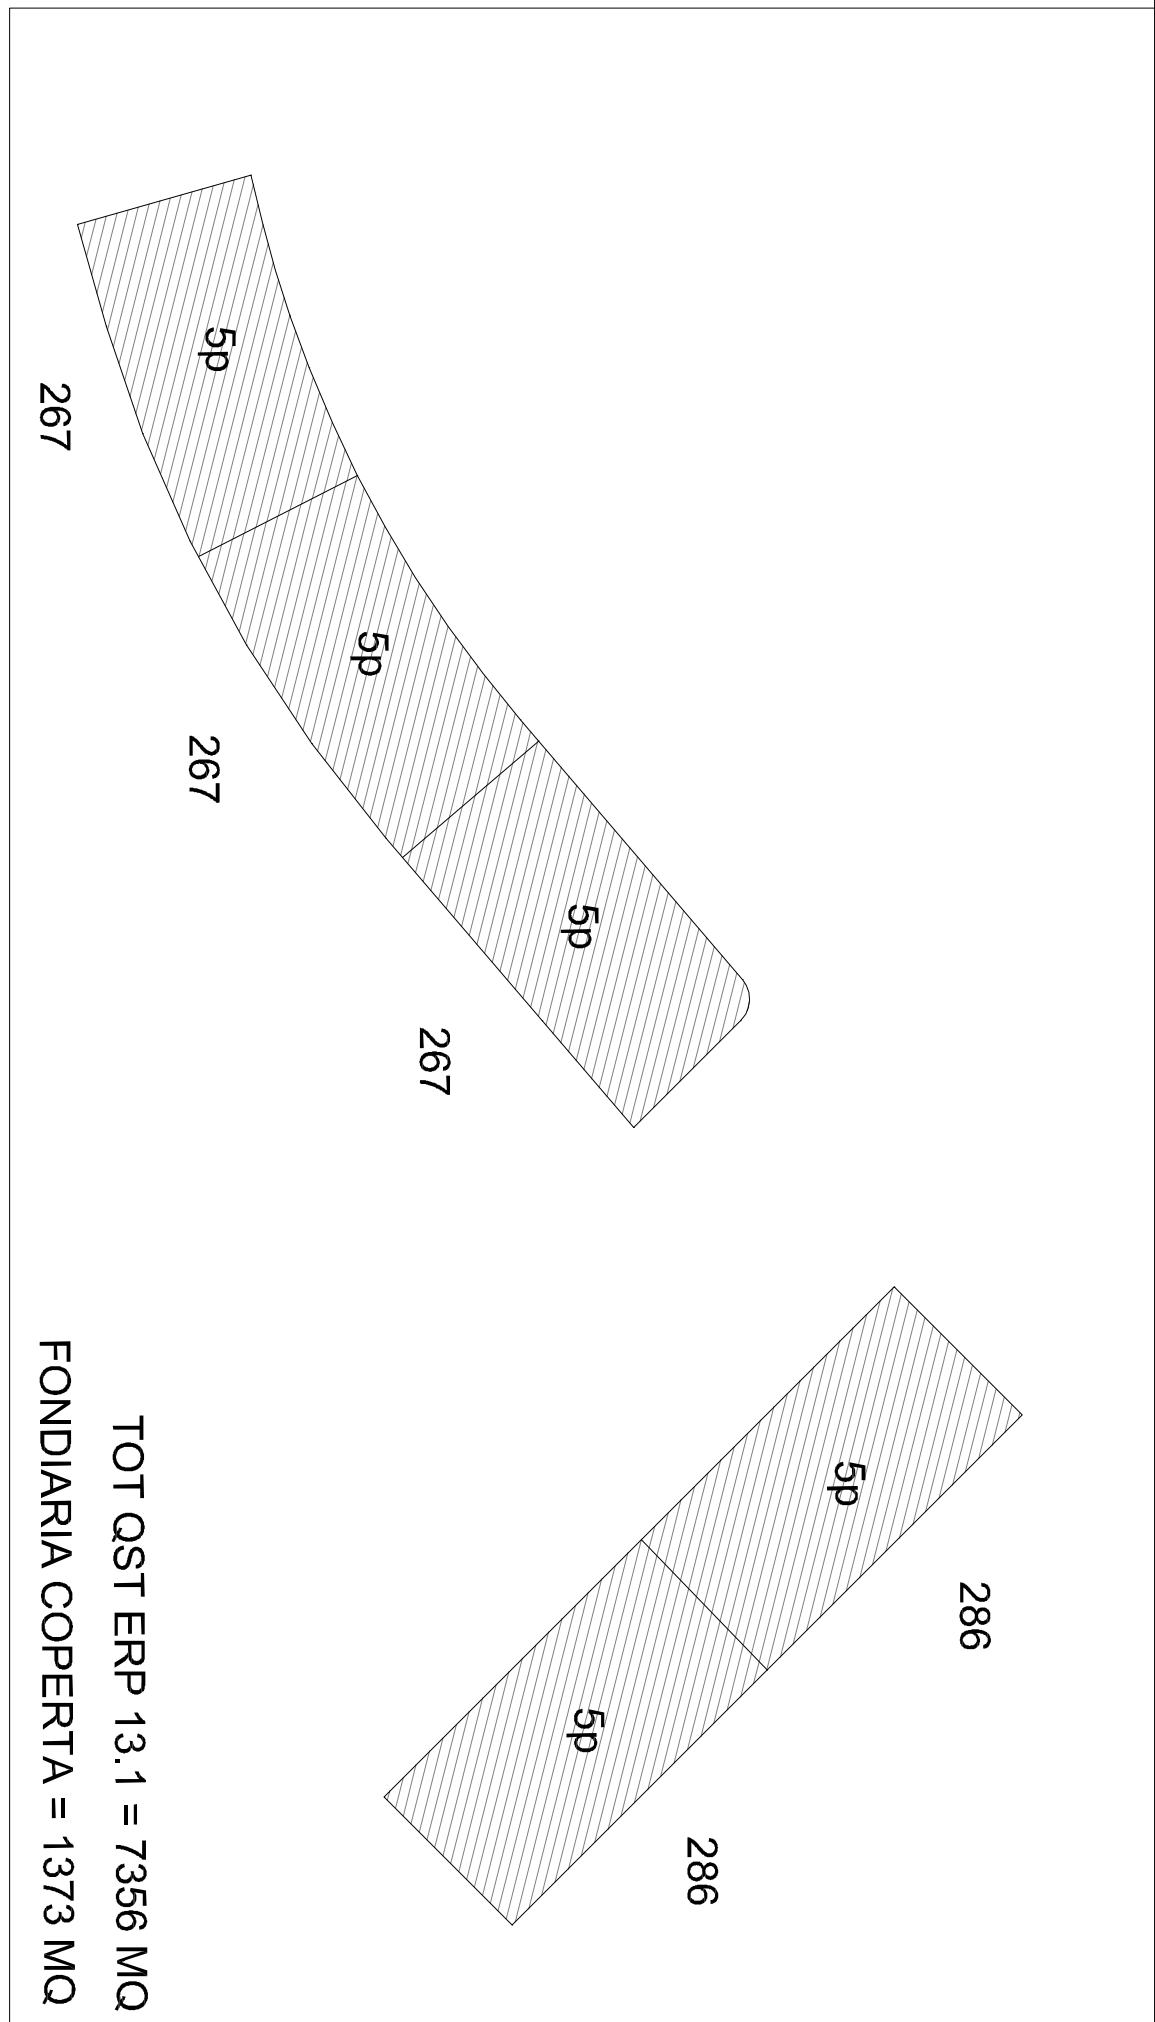 5p
286
5p
286
5p
267
5p
267
5p
267
TOT QST ERP 13.1 = 7356 MQ
FONDIARIA COPERTA = 1373 MQ